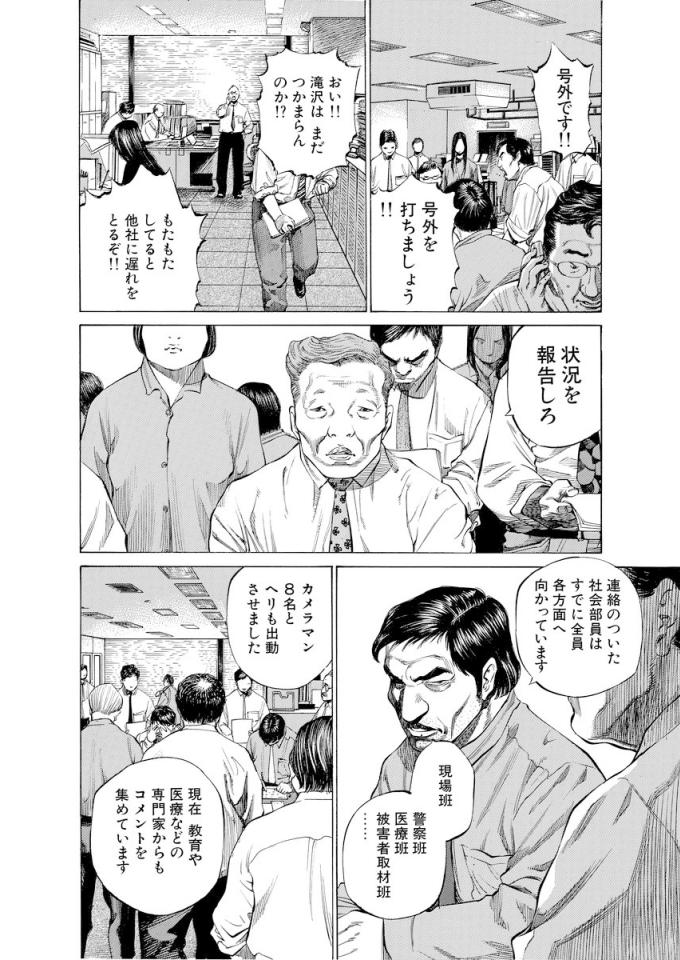 号外です!!
号外を
打ちましょう
!!
おい!!
滝沢は まだ
つかまらん
のか!?
もたもた
してると
他社に遅れを
とるぞ!!
状況を
報告しろ
連絡のついた
社会部員は
すでに全員
各方面へ
向かっています
現場班
警察班
医療班
被害者取材班
……
カメラマン
8名と
ヘリも出動
させました
現在 教育や
医療などの
専門家からも
コメントを
集めています